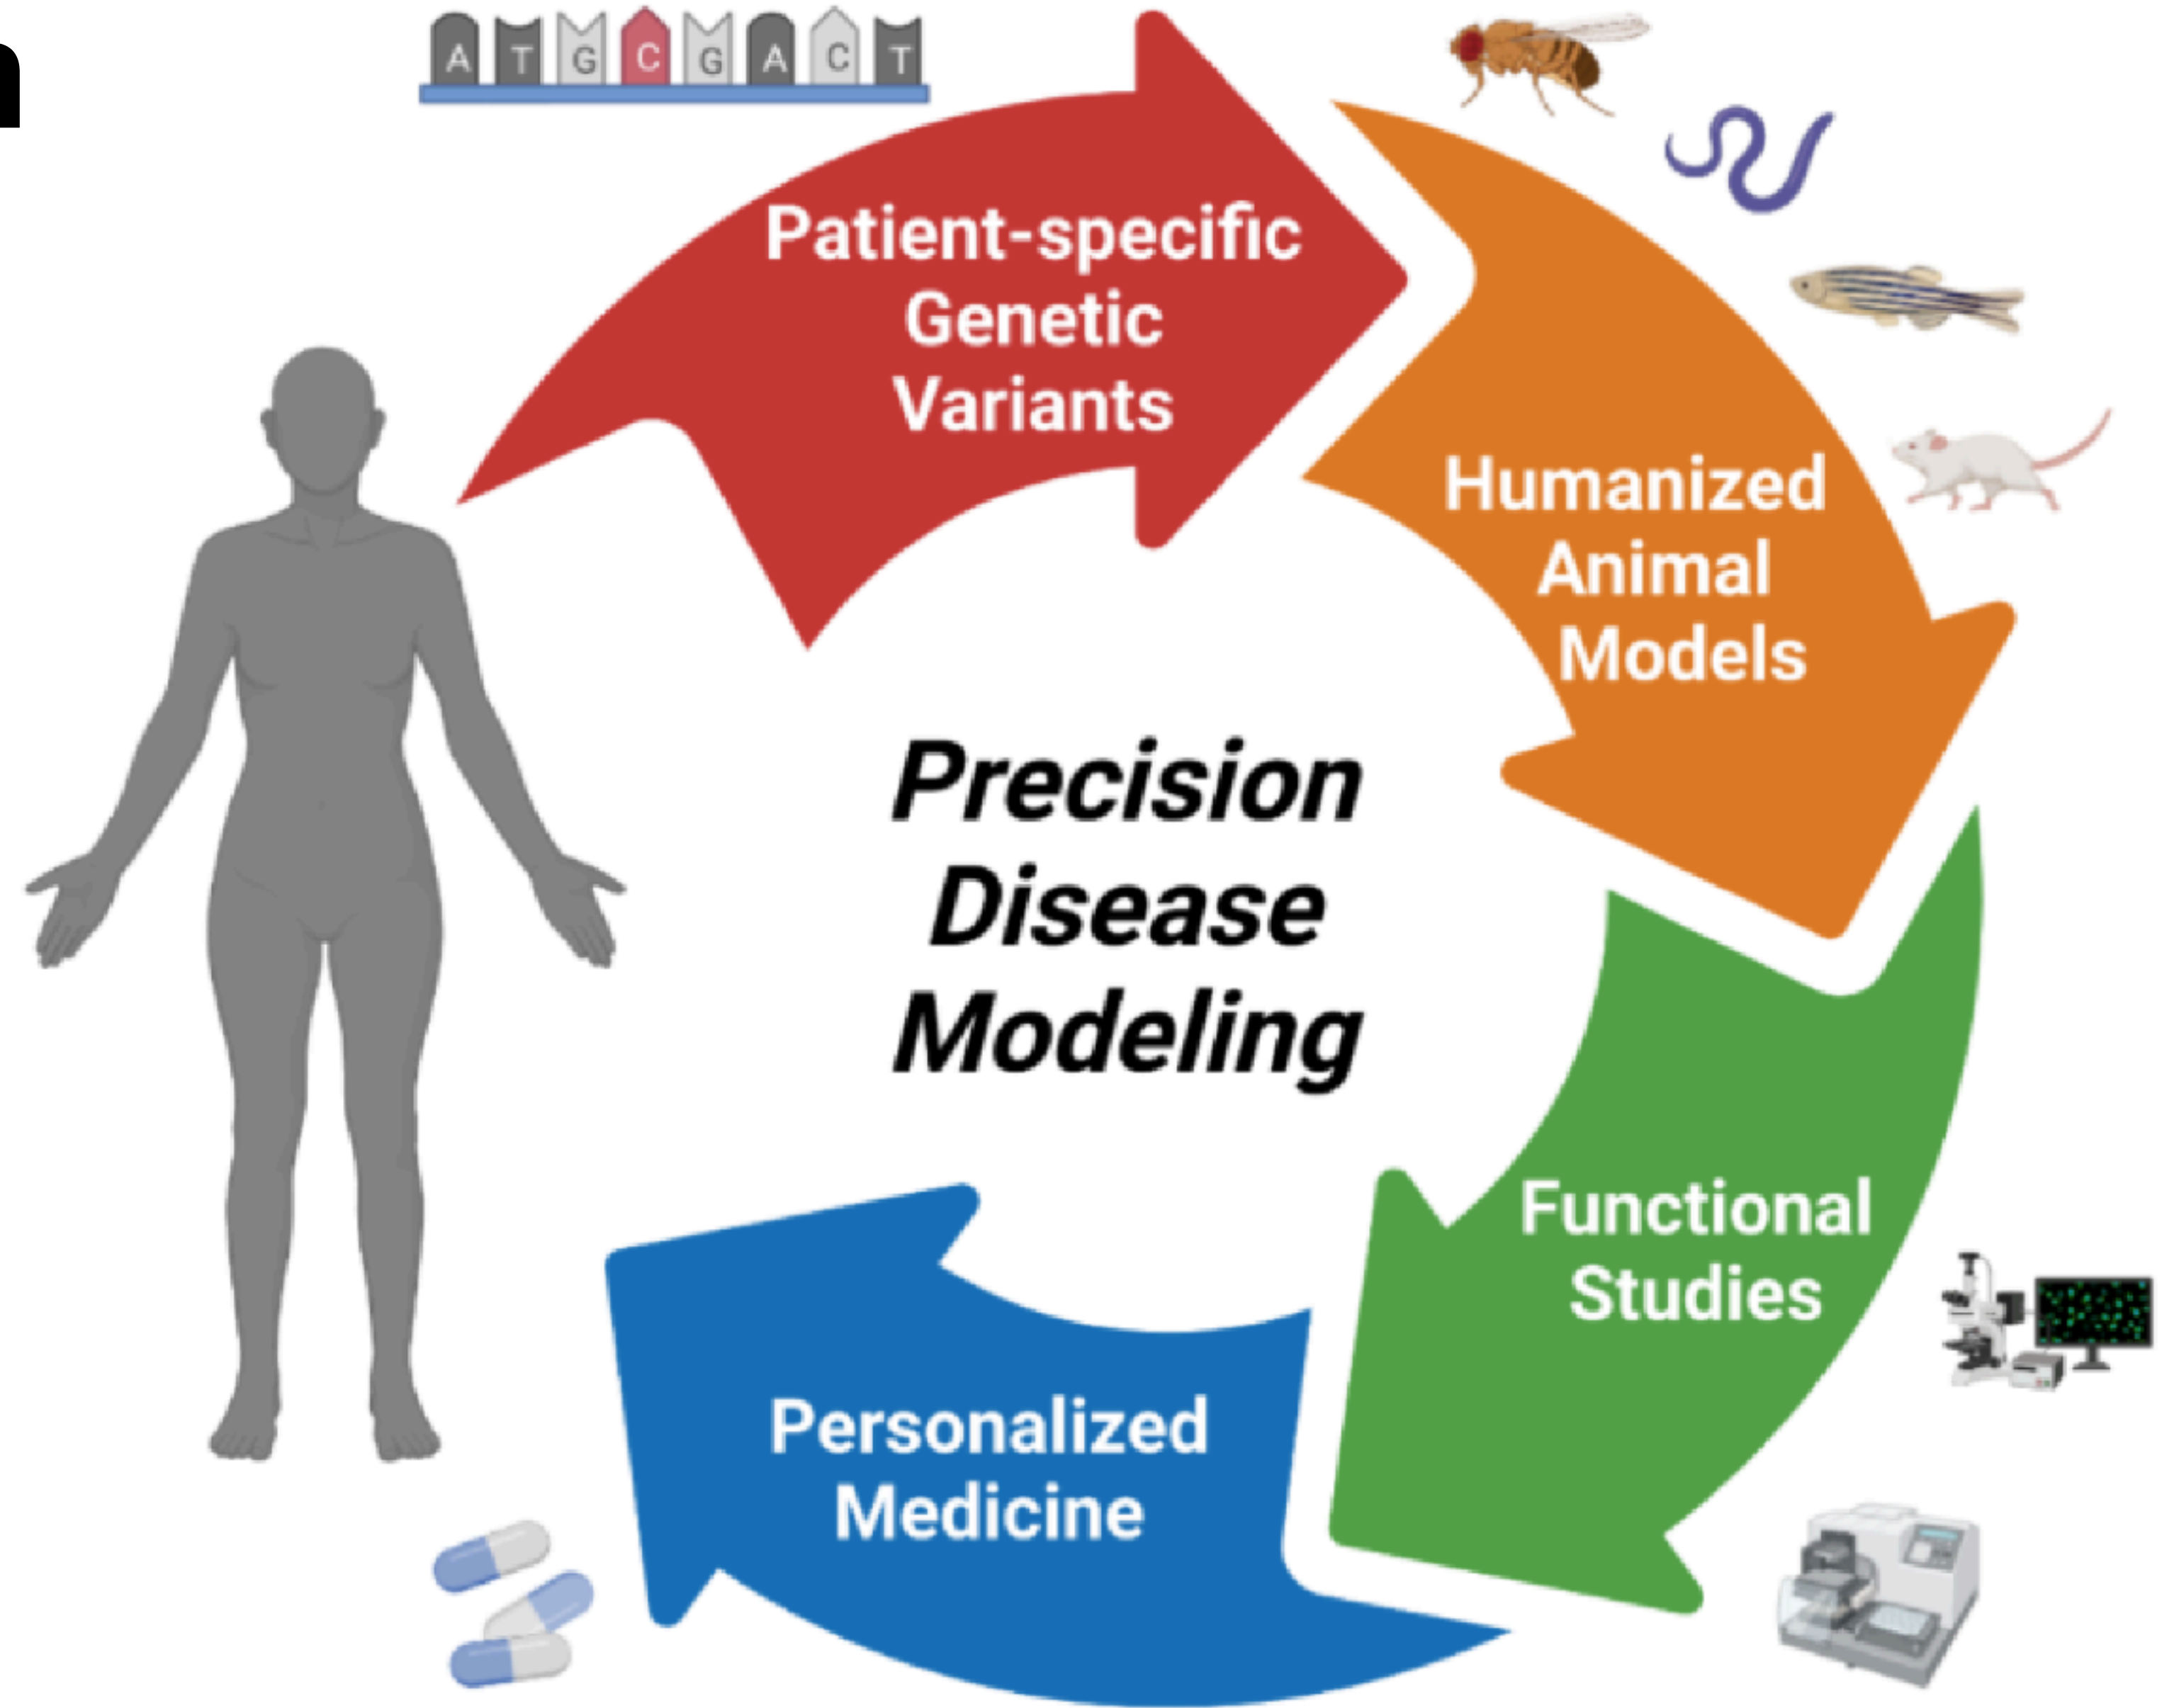 A T G C G A C T
Patient-specific
Genetic
Variants
Humanized
Animal
Models
Precision
Disease
Modeling
Functional
Studies
Personalized
Medicine